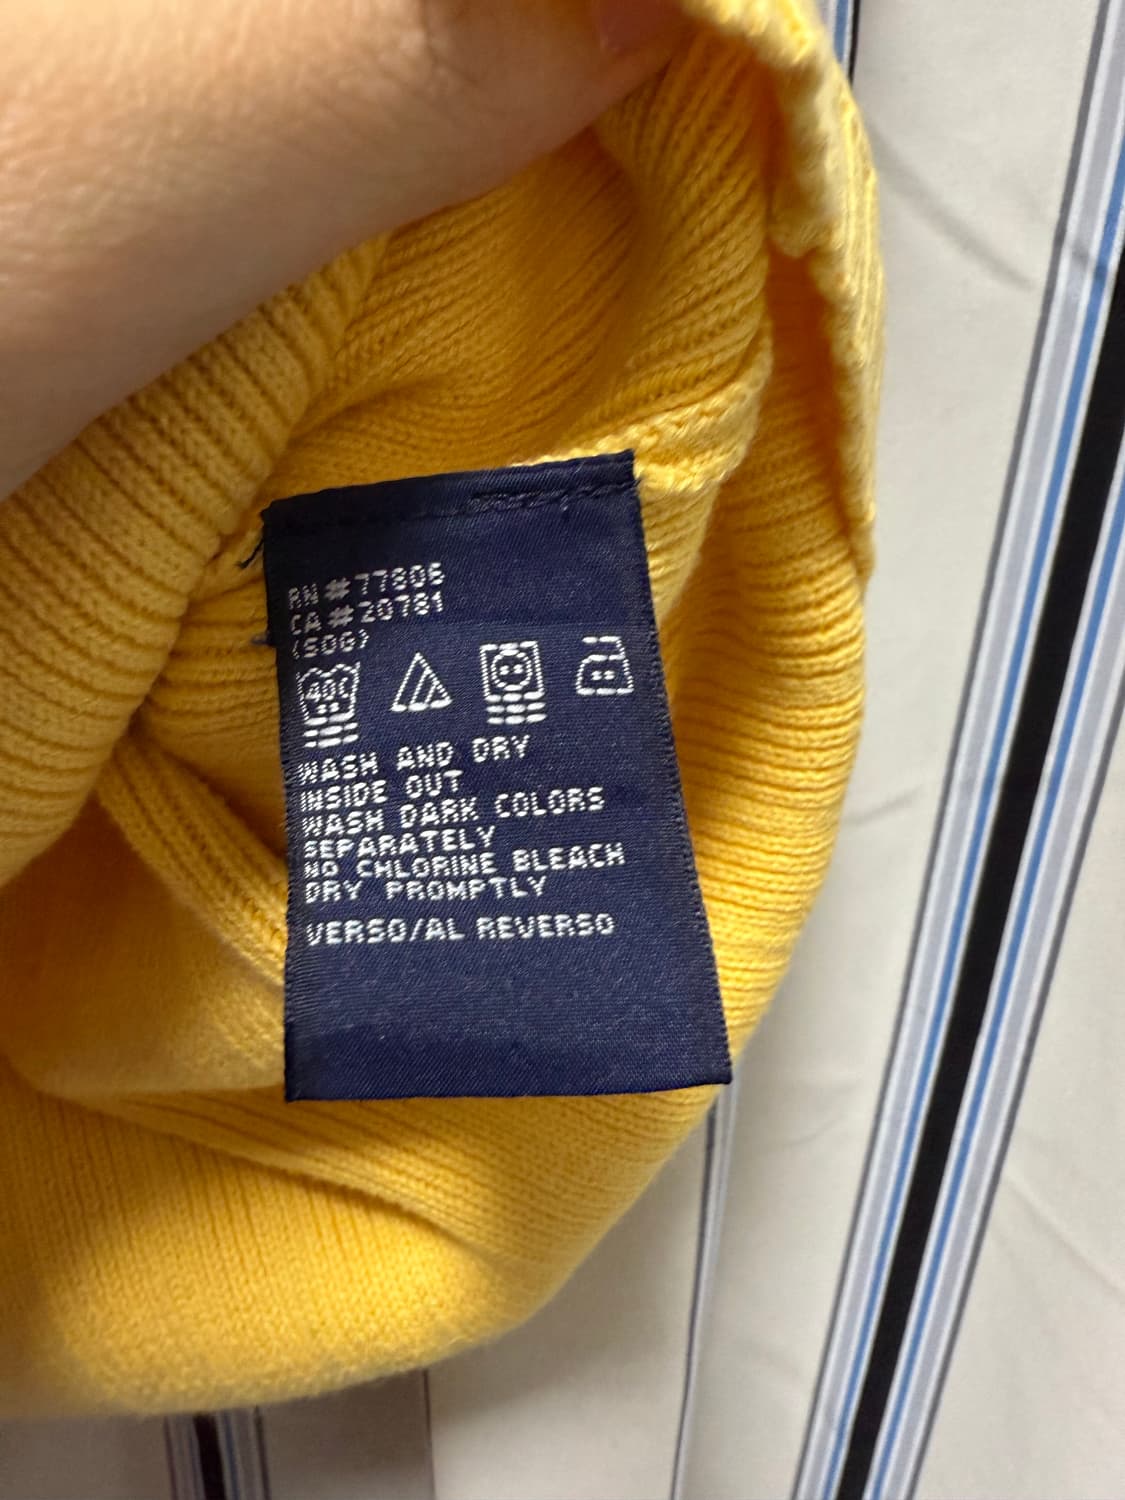 RN #77806
CA #20781
(SOG)
40C
WASH AND DRY
INSIDE OUT
WASH DARK COLORS
SEPARATELY
NO CHLORINE BLEACH
DRY PROMPTLY
VERSO/AL REVERSO